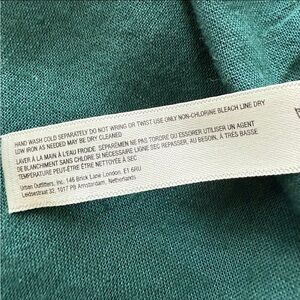 HAND WASH COLD SEPARATELY DO NOT WRING OR TWIST USE ONLY NON-CHLORINE BLEACH LINE DRY
LOW IRON AS NEEDED MAY BE DRY CLEANED
LAVER À LA MAIN À L'EAU FROIDE SÉPARÉMENT NE PAS TORDRE OU ESSORER UTILISER UN AGENT
DE BLANCHIMENT SANS CHLORE SI NÉCESSAIRE LIGNE SEC REPASSER, AU BESOIN, À TRÈS BASSE
TEMPÉRATURE PEUT-ÊTRE ÊTRE NETTOYÉE A SEC
Urban Outfitters, Inc. 146 Brick Lane London. E1 6RU
Leidsestraat 32, 1017 PB Amsterdam, Netherlands